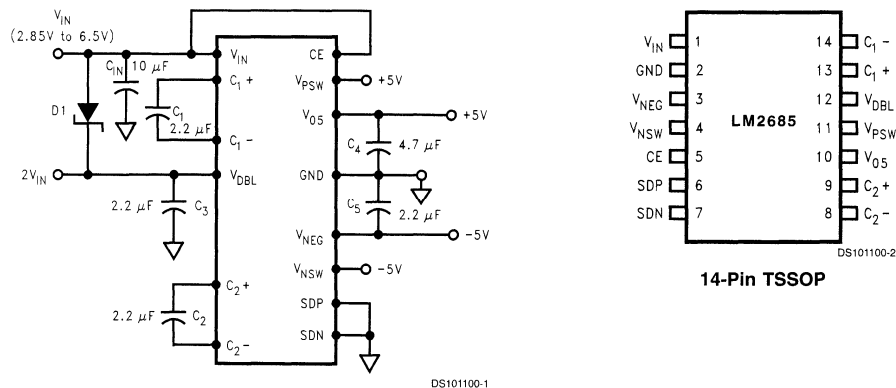 V_IN
(2.85V to 6.5V)
C_IN 10 μF
D1
C_1
2.2 μF
2V_IN
2.2 μF C_3
2.2 μF C_2
V_IN
C_1+
C_1-
V_DBL
C_2+
C_2-
CE
V_PSW
V_05
GND
V_NEG
V_NSW
SDP
SDN
+5V
+5V
C_4 4.7 μF
C_5 2.2 μF
-5V
-5V
DS101100-1
V_IN 1
GND 2
V_NEG 3
V_NSW 4
CE 5
SDP 6
SDN 7
LM2685
14 C_1-
13 C_1+
12 V_DBL
11 V_PSW
10 V_05
9 C_2+
8 C_2-
DS101100-2
14-Pin TSSOP